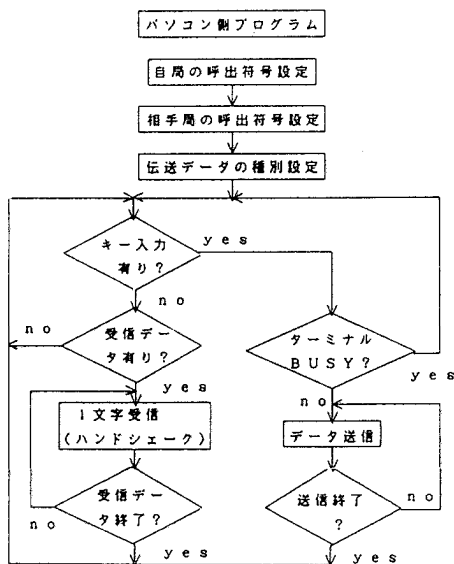 パソコン側プログラム
自局の呼出符号設定
相手局の呼出符号設定
伝送データの種別設定
キー入力
有り?
yes
no
受信デー
タ有り?
no
yes
ターミナル
BUSY?
yes
no
1文字受信
(ハンドシェーク)
データ送信
受信デー
タ終了?
no
yes
送信終了
?
no
yes